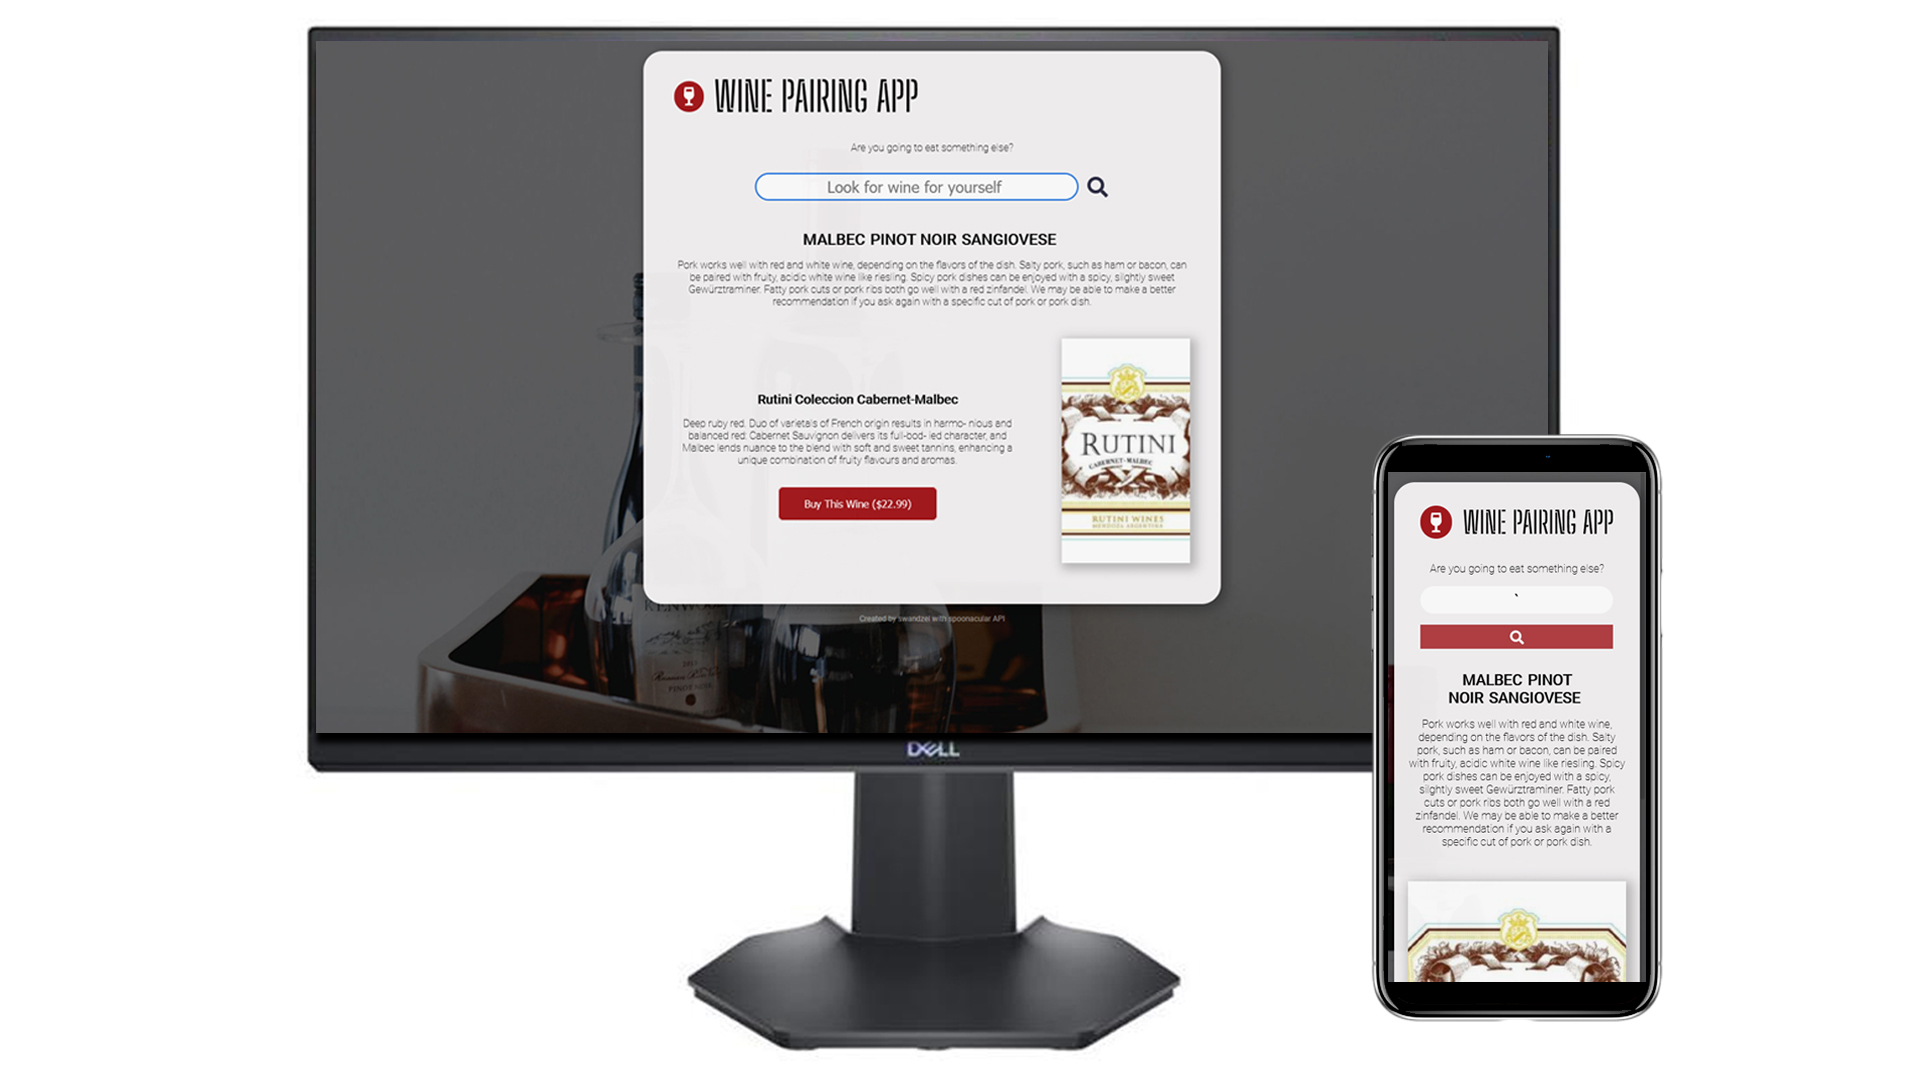 WINE PAIRING APP
Are you going to eat something else?
Look for wine for yourself
MALBEC PINOT NOIR SANGIOVESE
Pork works well with red and white wine, depending on the flavors of the dish. Salty pork, such as ham or bacon, can
be paired with fruity, acidic white wine like riesling. Spicy pork dishes can be enjoyed with a spicy, slightly sweet
Gewürztraminer. Fatty pork cuts or pork ribs both go well with a red zinfandel. We may be able to make a better
recommendation if you ask again with a specific cut of pork or pork dish.
Rutini Coleccion Cabernet-Malbec
Deep ruby red. Duo of varietals of French origin results in harmo- nious and
balanced red: Cabernet Sauvignon delivers its full-bod- ied character, and
Malbec lends nuance to the blend with soft and sweet tannins, enhancing a
unique combination of fruity flavours and aromas.
Buy This Wine ($22.99)
RUTINI
CABERNET-MALBEC
RUTINI WINES
MENDOZA ARGENTINA
Created by swandzei with spoonacular API
KENWOOD
PINOT NOIR
DELL
WINE PAIRING APP
Are you going to eat something else?
MALBEC PINOT
NOIR SANGIOVESE
Pork works well with red and white wine,
depending on the flavors of the dish. Salty
pork, such as ham or bacon, can be paired
with fruity, acidic white wine like riesling. Spicy
pork dishes can be enjoyed with a spicy,
slightly sweet Gewürztraminer. Fatty pork
cuts or pork ribs both go well with a red
zinfandel. We may be able to make a better
recommendation if you ask again with a
specific cut of pork or pork dish.